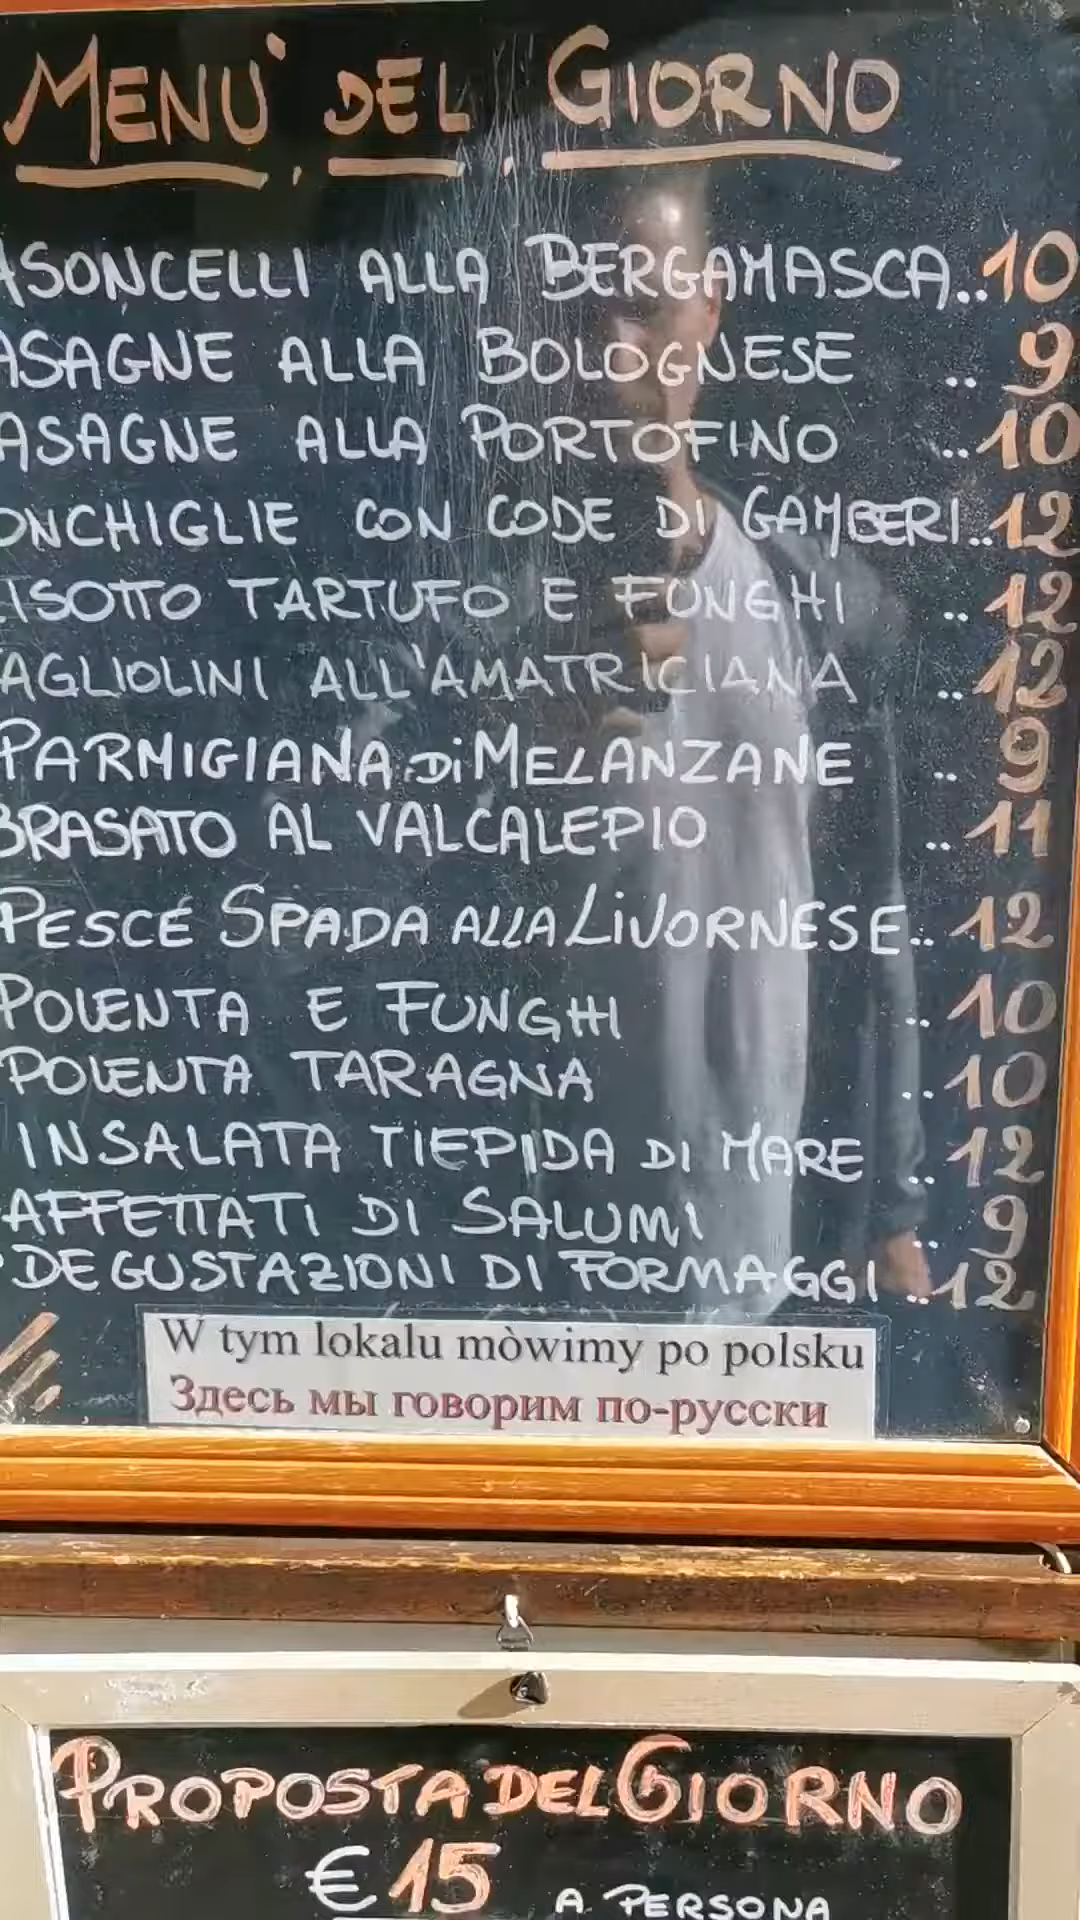 MENU' DEL GIORNO
ASONCELLI ALLA BERGAMASCA..10
ASAGNE ALLA BOLOGNESE ..9
ASAGNE ALLA PORTOFINO ..10
ONCHIGLIE CON CODE DI GAMBERI..12
ISOTTO TARTUFO E FUNGHI ..12
AGLIOLINI ALL'AMATRICIANA ..12
PARMIGIANA Di MELANZANE ..9
BRASATO AL VALCALEPIO ..11
PESCE SPADA ALLA LiVORNESE..12
POLENTA E FUNGHI ..10
POLENTA TARAGNA ..10
INSALATA TIEPIDA DI MARE ..12
AFFETTATI DI SALUMI ..9
DEGUSTAZIONI DI FORMAGGI ..12
W tym lokalu mòwimy po polsku
Здесь мы говорим по-русски
PROPOSTA DEL GIORNO
€15 A PERSONA